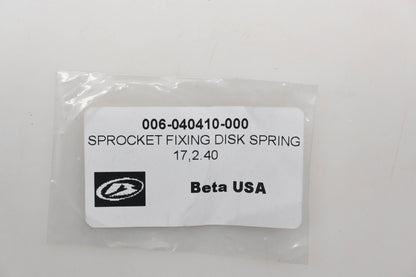 006-040410-000
SPROCKET FIXING DISK SPRING
17,2.40
Beta USA